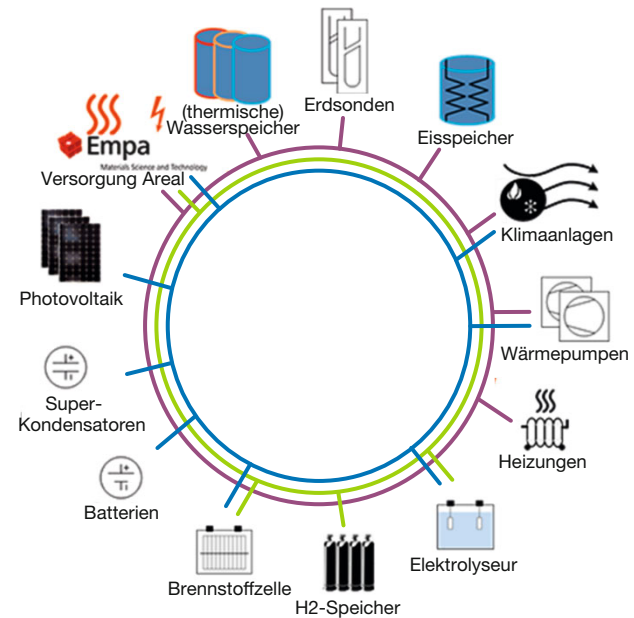 Erdsonden
(thermische)
Wasserspeicher
Eisspeicher
Empa
Materials Science and Technology
Versorgung Areal
Klimaanlagen
Photovoltaik
Wärmepumpen
Super-
Kondensatoren
Heizungen
Batterien
Elektrolyseur
Brennstoffzelle
H2-Speicher